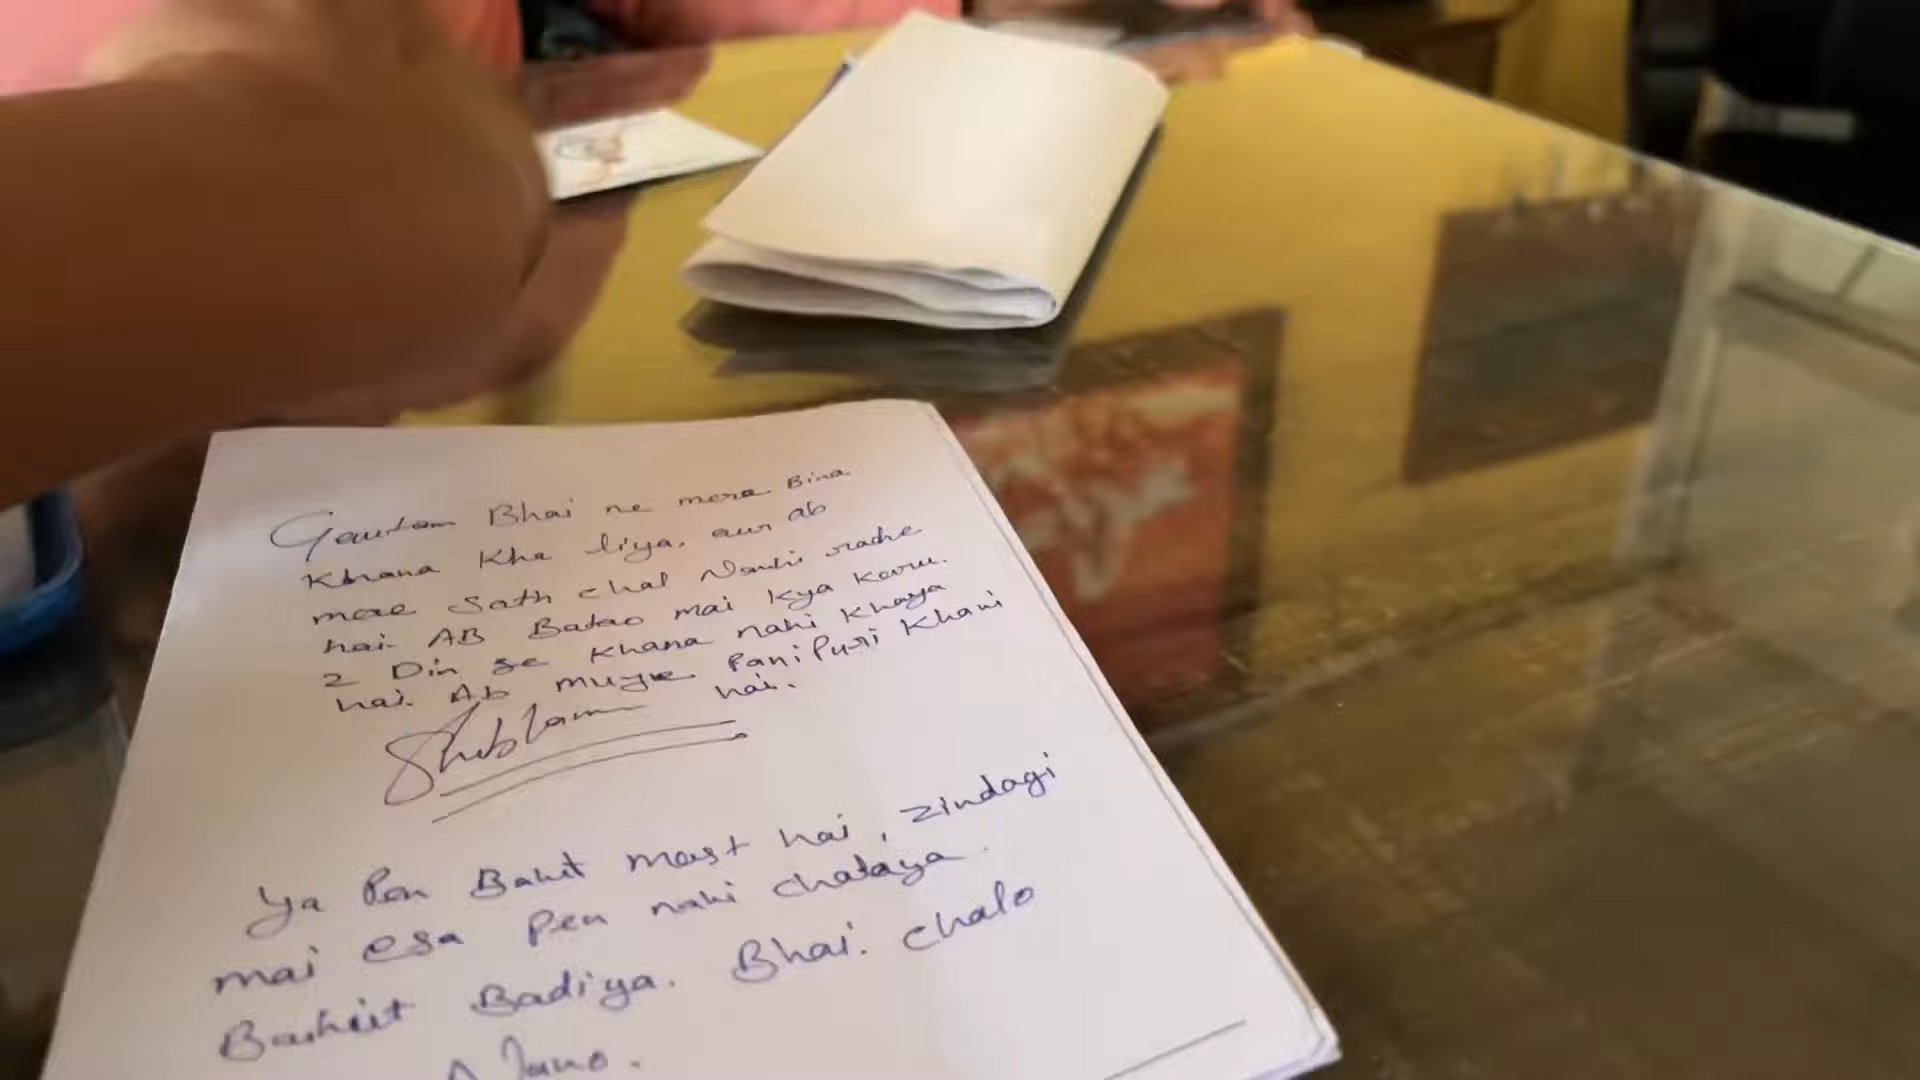 Gautam Bhai ne mera Bina
Khana Kha liya. aur ab
mere Sath chal Nahi rahe
hai. AB Batao mai kya karu.
2 Din se Khana nahi Khaya
hai. Ab mujhe Pani Puri Khani
hai.
Shubham
Ya Pen Bahut mast hai, zindagi
mai esa Pen nahi chalaya.
Bahut Badiya. Bhai. chalo